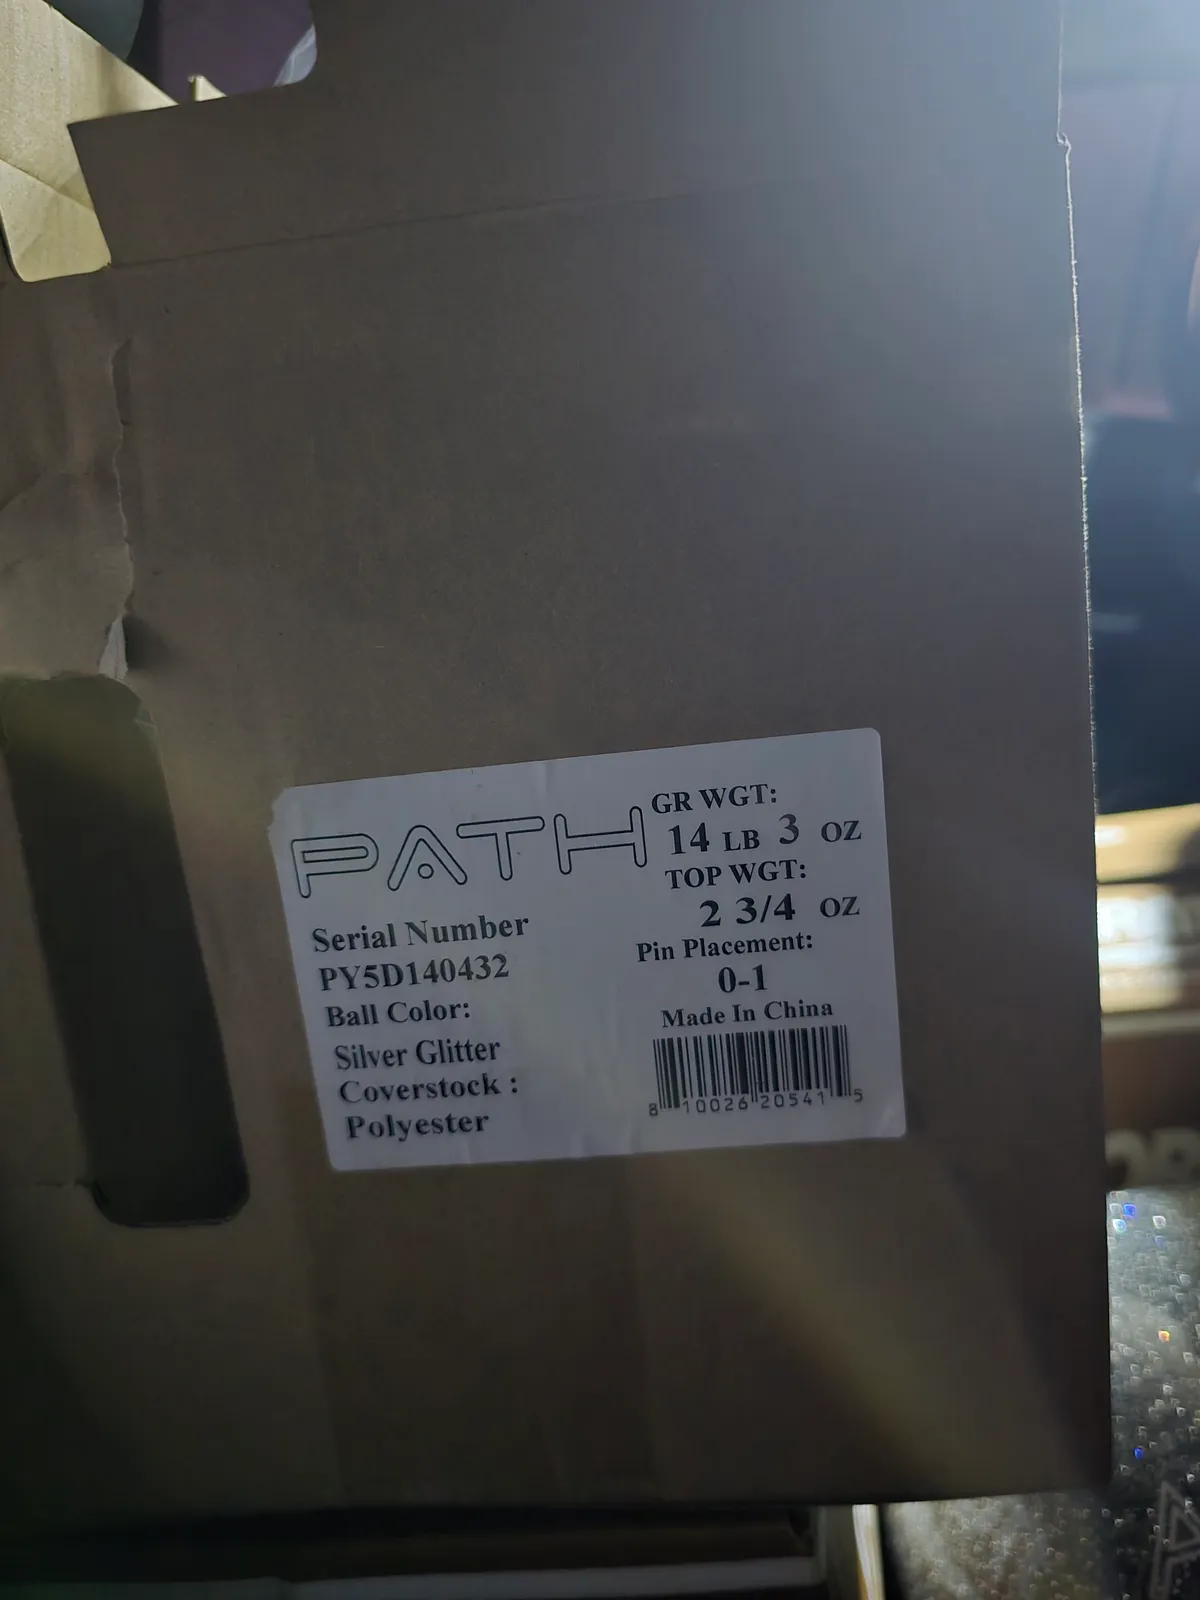 PATH
Serial Number
PY5D140432
Ball Color:
Silver Glitter
Coverstock :
Polyester
GR WGT:
14 LB 3 OZ
TOP WGT:
2 3/4 OZ
Pin Placement:
0-1
Made In China
8 10026 20541 5